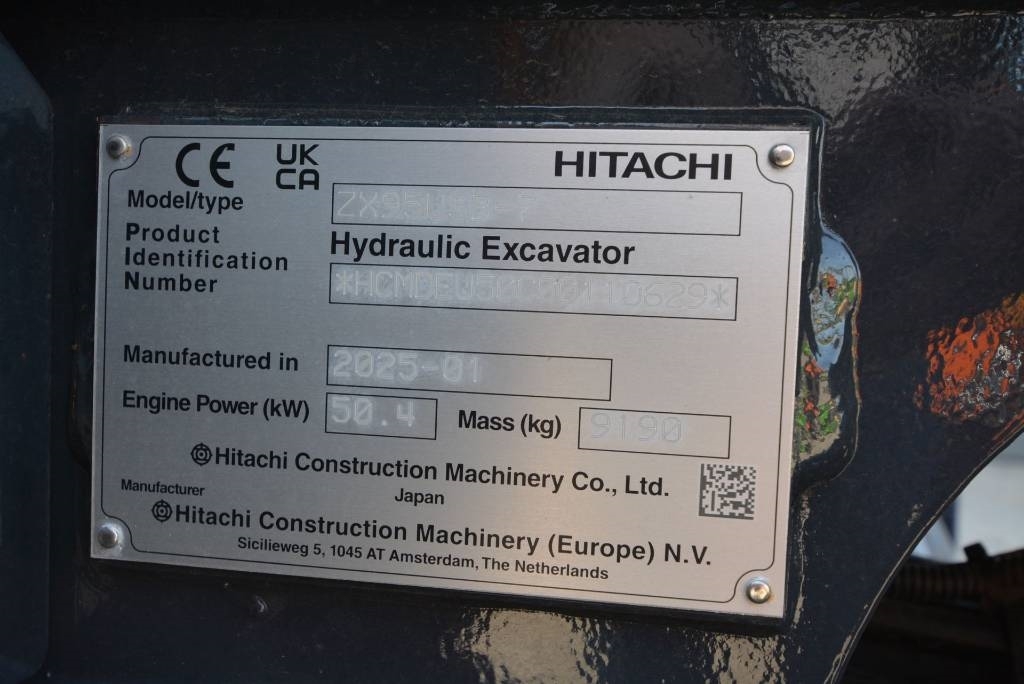 CE UK CA HITACHI
Model/type ZX95USB-7
Hydraulic Excavator
Product
Identification
Number
Manufactured in 2025-01
Engine Power (kW) 50.4 Mass (kg) 9190
Hitachi Construction Machinery Co., Ltd.
Japan
Manufacturer
Hitachi Construction Machinery (Europe) N.V.
Sicilieweg 5, 1045 AT Amsterdam, The Netherlands